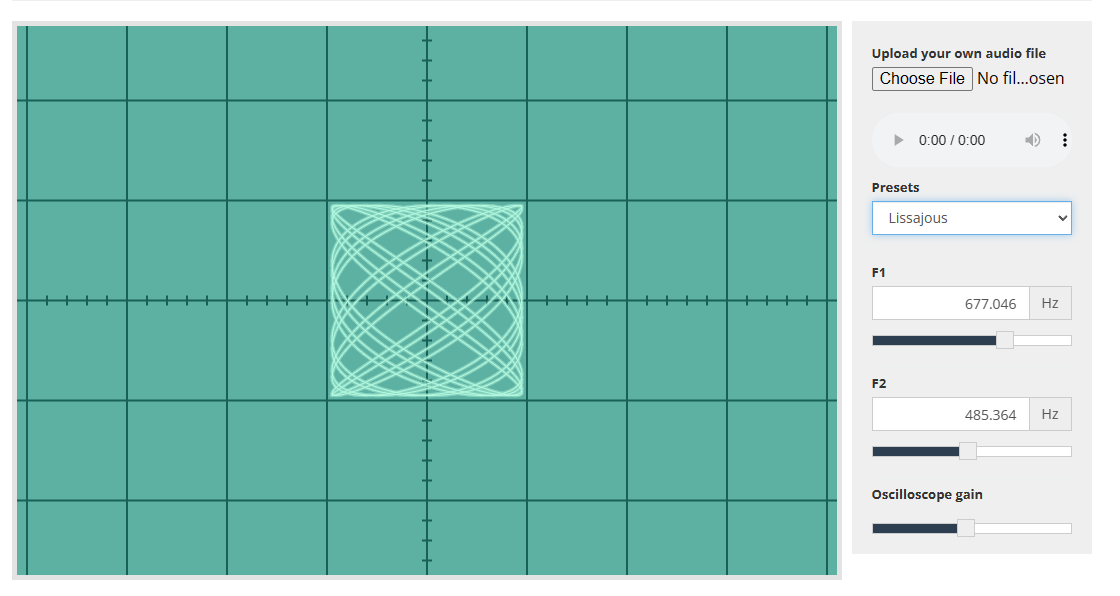 Upload your own audio file
Choose File No fil...osen
0:00 / 0:00
Presets
Lissajous
F1
677.046 Hz
F2
485.364 Hz
Oscilloscope gain